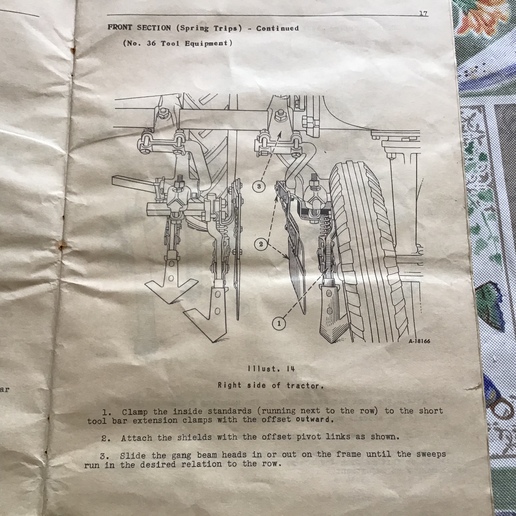 17
FRONT SECTION (Spring Trips) - Continued
(No. 36 Tool Equipment)
3
2
1
A-18166
Illust. 14
Right side of tractor.
ar
1. Clamp the inside standards (running next to the row) to the short
tool bar extension clamps with the offset outward.
2. Attach the shields with the offset pivot links as shown.
3. Slide the gang beam heads in or out on the frame until the sweeps
run in the desired relation to the row.